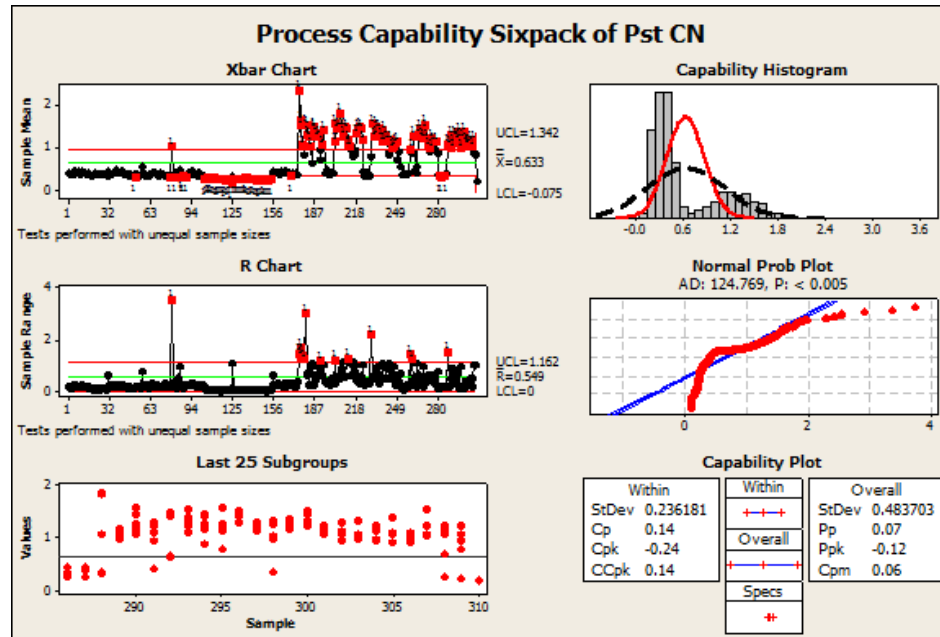 Process Capability Sixpack of Pst CN
Xbar Chart
Sample Mean
2
1
0
UCL=1.342
X=0.633
LCL=-0.075
1 32 63 94 125 156 187 218 249 280
Tests performed with unequal sample sizes
Capability Histogram
-0.0 0.6 1.2 1.8 2.4 3.0 3.6
R Chart
Sample Range
4
2
0
UCL=1.162
R=0.549
LCL=0
1 32 63 94 125 156 187 218 249 280
Tests performed with unequal sample sizes
Normal Prob Plot
AD: 124.769, P: < 0.005
0 2 4
Last 25 Subgroups
Values
2
1
0
290 295 300 305 310
Sample
Capability Plot
Within
StDev 0.236181
Cp 0.14
Cpk -0.24
CCpk 0.14
Within
Overall
Specs
Overall
StDev 0.483703
Pp 0.07
Ppk -0.12
Cpm 0.06